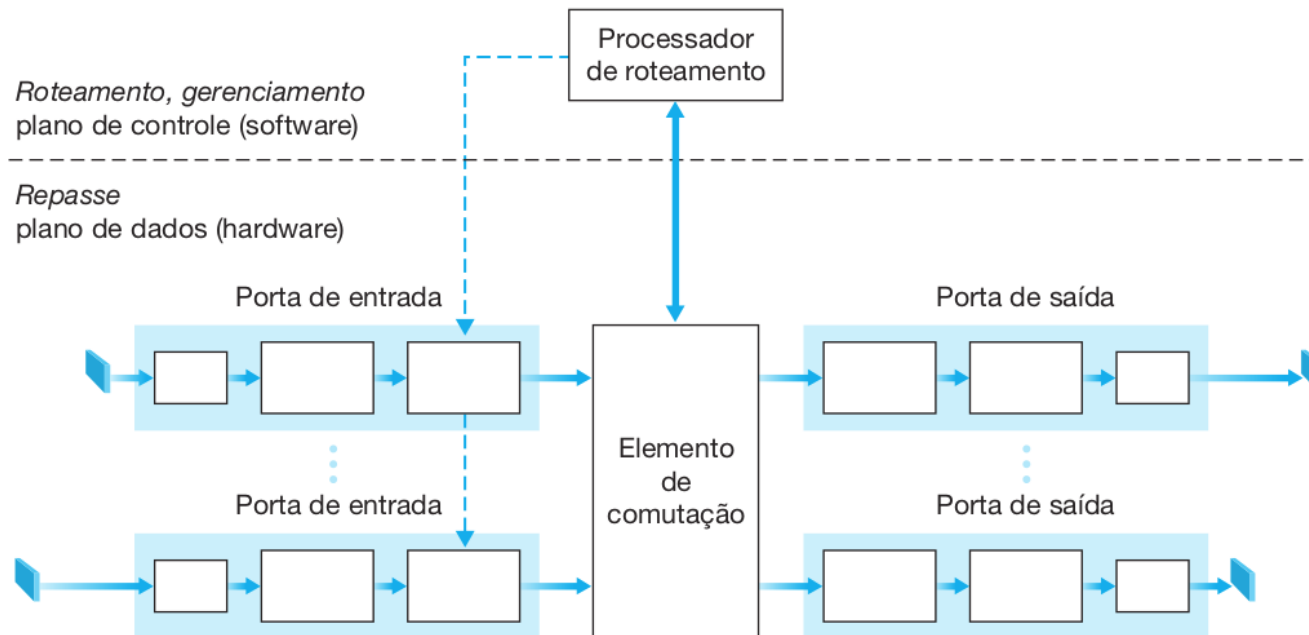 Processador
de roteamento
Roteamento, gerenciamento
plano de controle (software)
Repasse
plano de dados (hardware)
Porta de entrada
Porta de saída
Porta de entrada
Elemento
de
comutação
Porta de saída